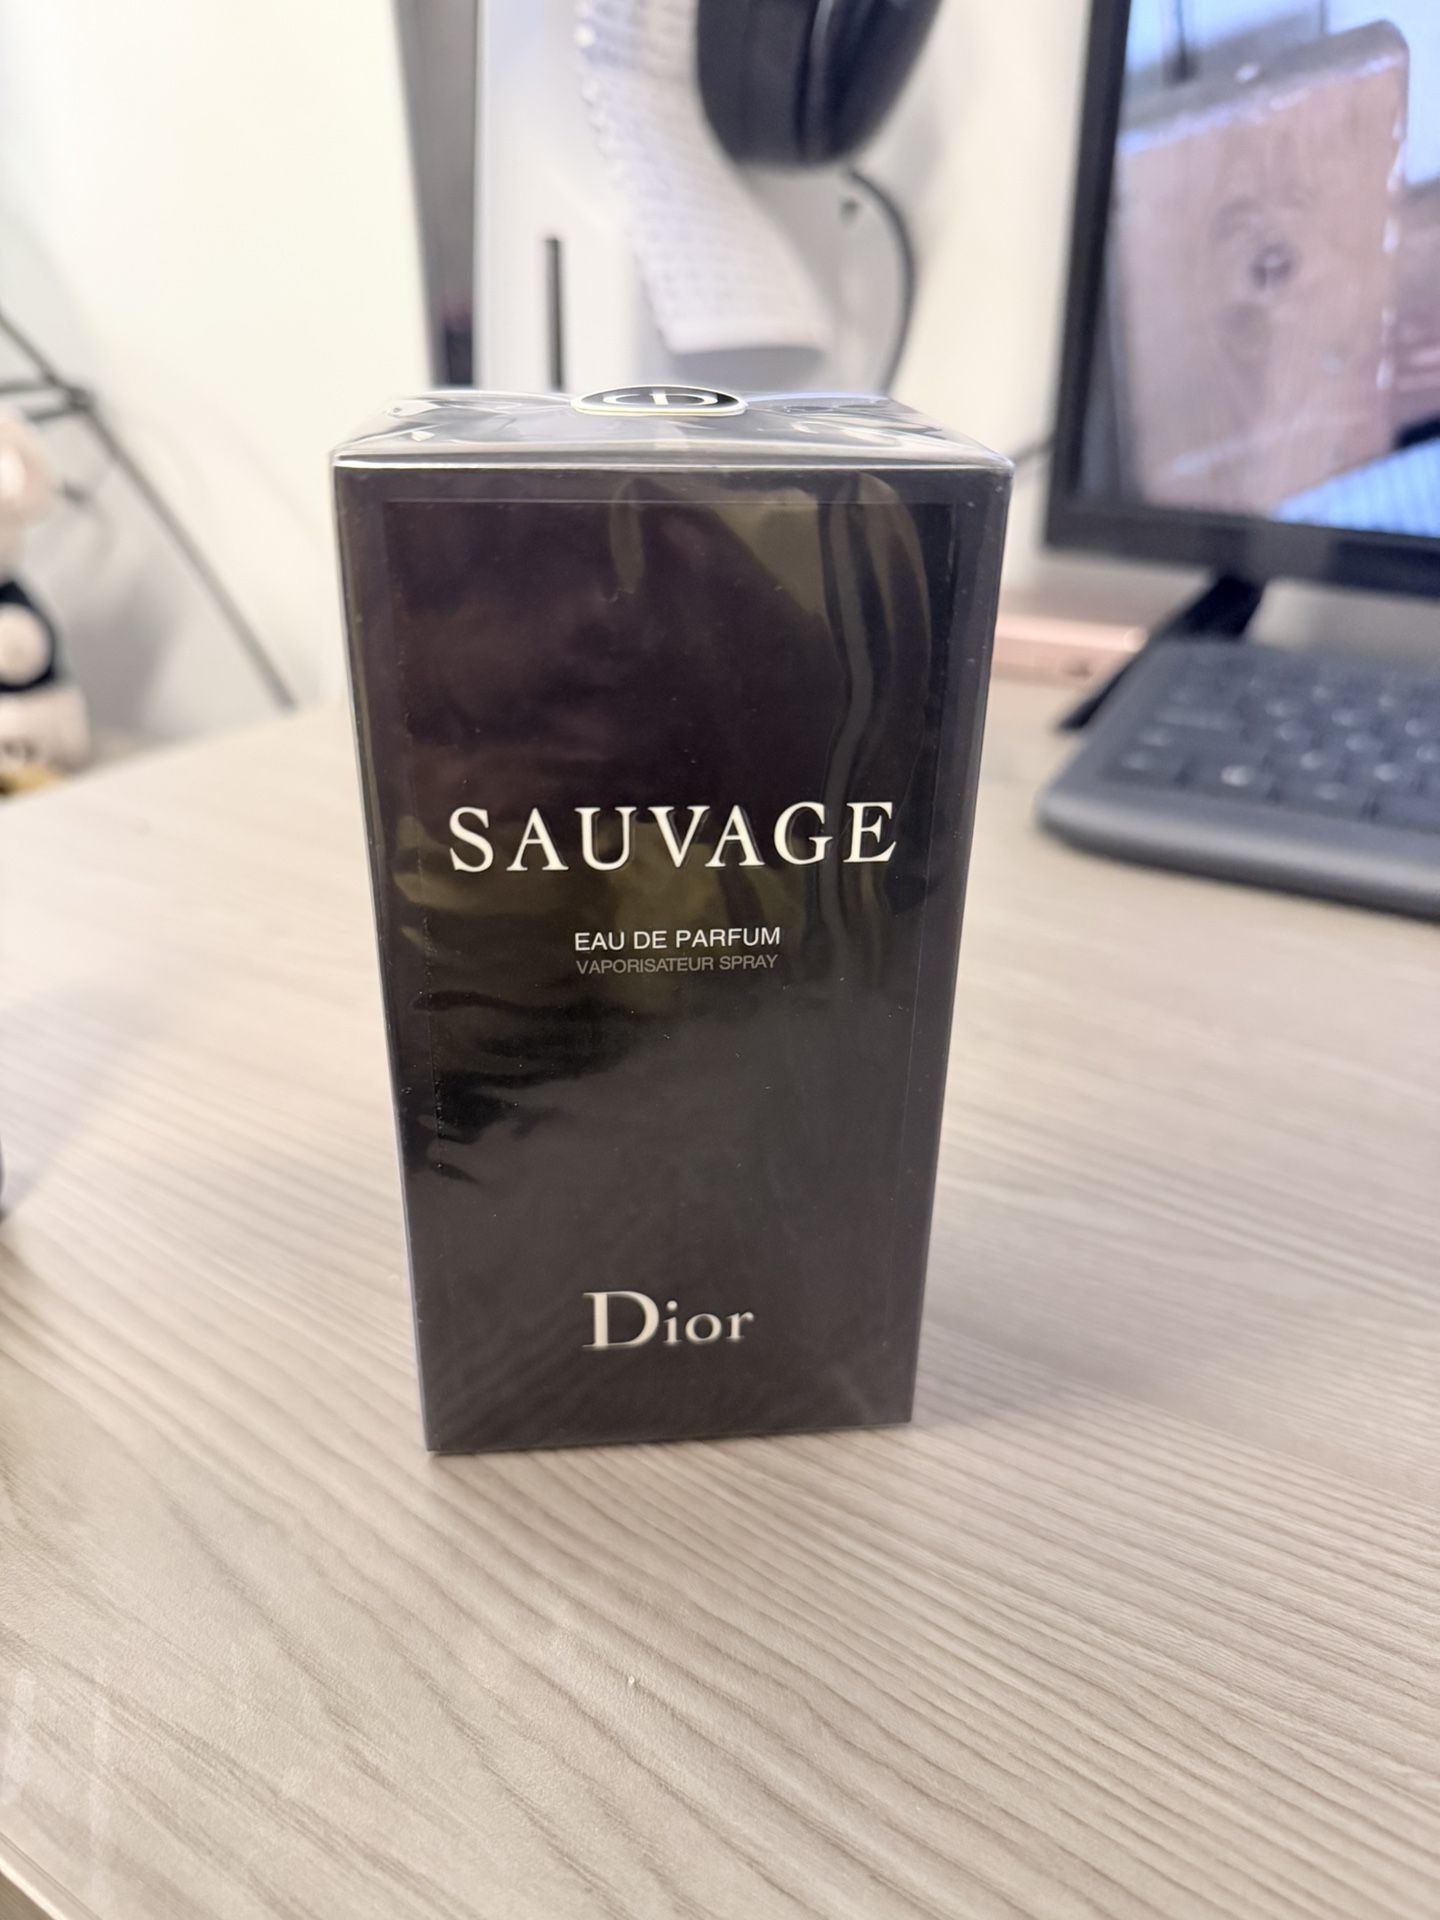 SAUVAGE
EAU DE PARFUM
VAPORISATEUR SPRAY
Dior